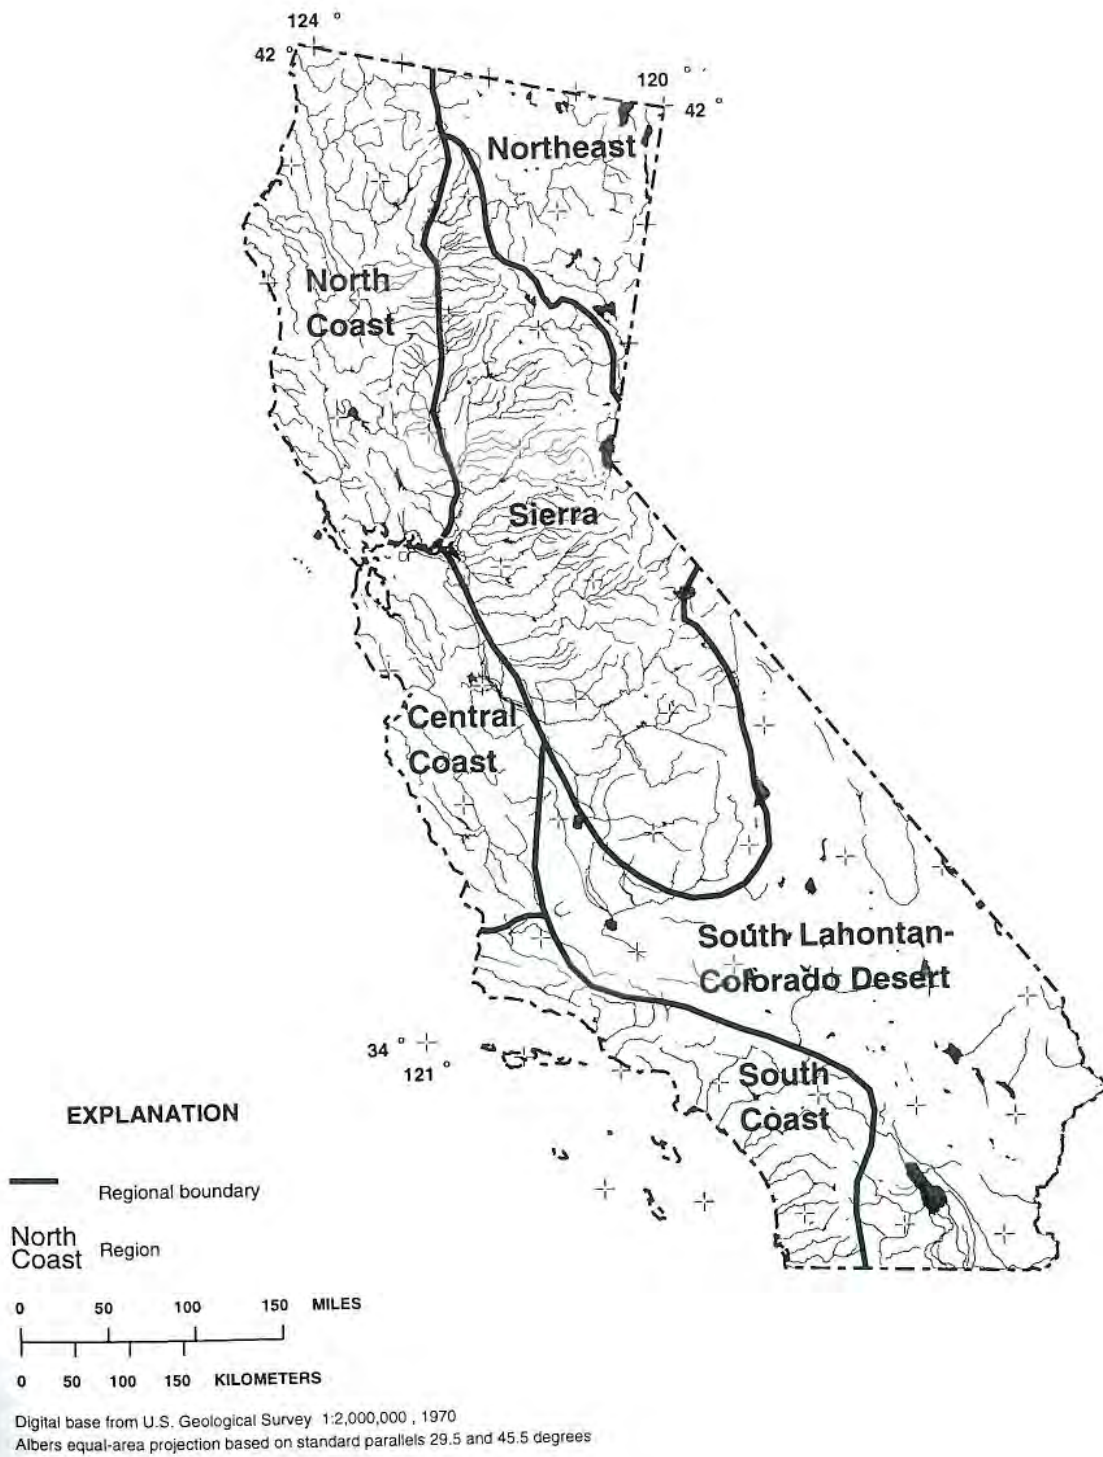 124 °
42 °
120 °
42 °
Northeast
North
Coast
Sierra
Central
Coast
South Lahontan-
Colorado Desert
34 °
121 °
South
Coast
EXPLANATION
Regional boundary
North
Coast Region
0 50 100 150 MILES
0 50 100 150 KILOMETERS
Digital base from U.S. Geological Survey 1:2,000,000 , 1970
Albers equal-area projection based on standard parallels 29.5 and 45.5 degrees